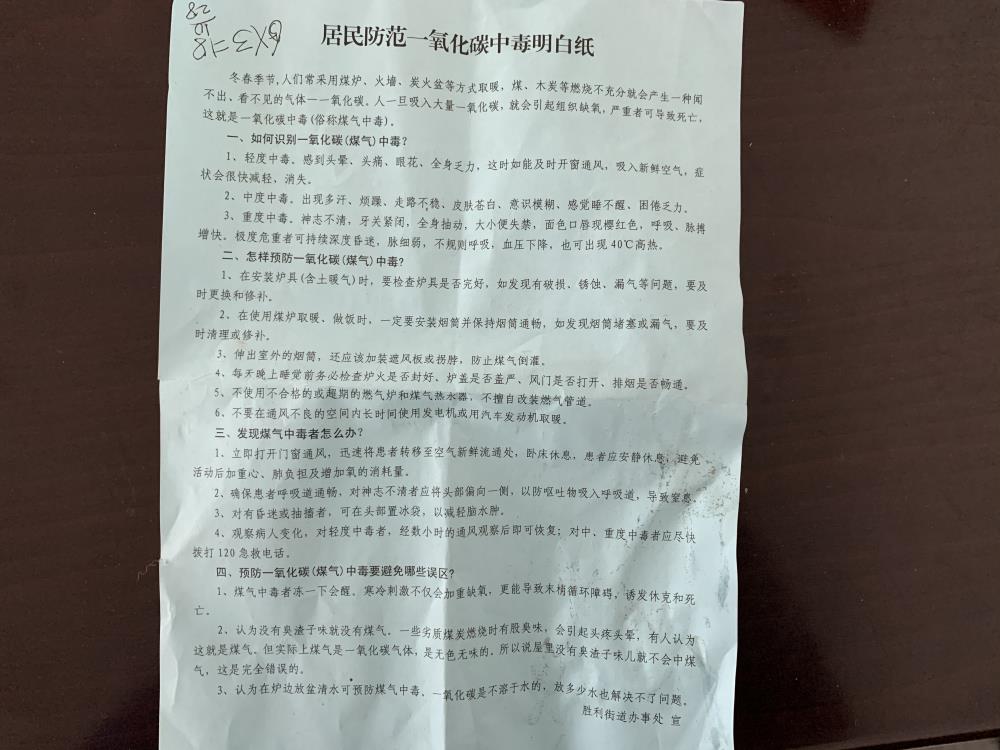 6×3=18
10
28
居民防范一氧化碳中毒明白纸
冬春季节,人们常采用煤炉、火墙、炭火盆等方式取暖，煤、木炭等燃烧不充分就会产生一种闻
不出、看不见的气体—一氧化碳。人一旦吸入大量一氧化碳，就会引起组织缺氧，严重者可导致死亡，
这就是一氧化碳中毒(俗称煤气中毒)。
一、如何识别一氧化碳(煤气)中毒?
1、轻度中毒。感到头晕、头痛、眼花、全身乏力，这时如能及时开窗通风，吸入新鲜空气，症
状会很快减轻、消失。
2、中度中毒。出现多汗、烦躁、走路不稳、皮肤苍白、意识模糊、感觉睡不醒、困倦乏力。
3、重度中毒。神志不清，牙关紧闭，全身抽动，大小便失禁，面色口唇现樱红色，呼吸、脉搏
增快。极度危重者可持续深度昏迷，脉细弱，不规则呼吸，血压下降，也可出现40℃高热。
二、怎样预防一氧化碳(煤气)中毒?
1、在安装炉具(含土暖气)时，要检查炉具是否完好，如发现有破损、锈蚀、漏气等问题，要及
时更换和修补。
2、在使用煤炉取暖、做饭时，一定要安装烟筒并保持烟筒通畅，如发现烟筒堵塞或漏气，要及
时清理或修补。
3、伸出室外的烟筒，还应该加装遮风板或拐脖，防止煤气倒灌。
4、每天晚上睡觉前务必检查炉火是否封好、炉盖是否盖严、风门是否打开、排烟是否畅通。
5、不使用不合格的或超期的燃气炉和煤气热水器，不擅自改装燃气管道。
6、不要在通风不良的空间内长时间使用发电机或用汽车发动机取暖。
三、发现煤气中毒者怎么办?
1、立即打开门窗通风，迅速将患者转移至空气新鲜流通处，卧床休息，患者应安静休息，避免
活动后加重心、肺负担及增加氧的消耗量。
2、确保患者呼吸道通畅，对神志不清者应将头部偏向一侧，以防呕吐物吸入呼吸道，导致窒息。
3、对有昏迷或抽搐者，可在头部置冰袋，以减轻脑水肿。
4、观察病人变化，对轻度中毒者，经数小时的通风观察后即可恢复；对中、重度中毒者应尽快
拨打120急救电话。
四、预防一氧化碳(煤气)中毒要避免哪些误区?
1、煤气中毒者冻一下会醒。寒冷刺激不仅会加重缺氧，更能导致末梢循环障碍，诱发休克和死
亡。
2、认为没有臭渣子味就没有煤气。一些劣质煤炭燃烧时有股臭味，会引起头疼头晕，有人认为
这就是煤气。但实际上煤气是一氧化碳气体，是无色无味的。所以说屋里没有臭渣子味儿就不会中煤
气，这是完全错误的。
3、认为在炉边放盆清水可预防煤气中毒。一氧化碳是不溶于水的，放多少水也解决不了问题。
胜利街道办事处 宣